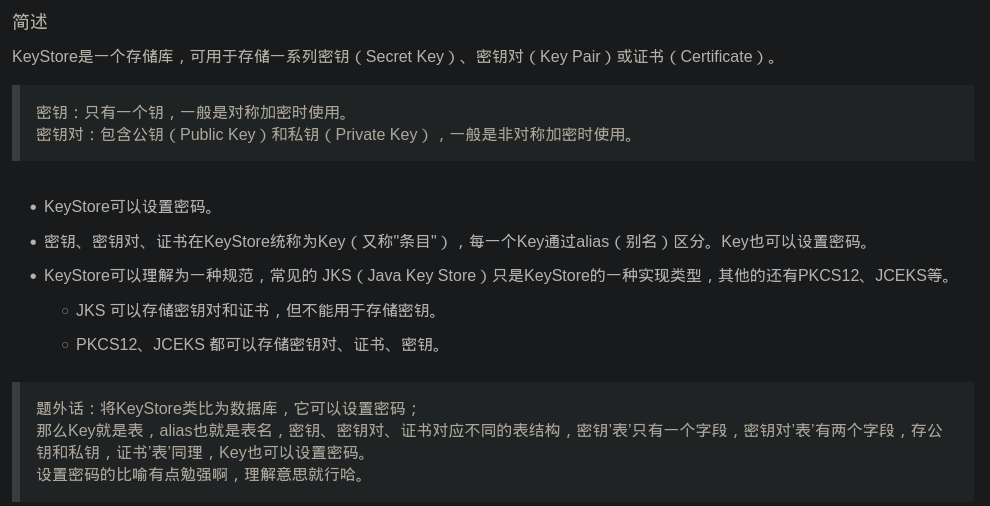 简述
KeyStore是一个存储库，可用于存储一系列密钥（Secret Key）、密钥对（Key Pair）或证书（Certificate）。
密钥：只有一个钥，一般是对称加密时使用。
密钥对：包含公钥（Public Key）和私钥（Private Key），一般是非对称加密时使用。
KeyStore可以设置密码。
密钥、密钥对、证书在KeyStore统称为Key（又称"条目"），每一个Key通过alias（别名）区分。Key也可以设置密码。
KeyStore可以理解为一种规范，常见的 JKS（Java Key Store）只是KeyStore的一种实现类型，其他的还有PKCS12、JCEKS等。
JKS 可以存储密钥对和证书，但不能用于存储密钥。
PKCS12、JCEKS 都可以存储密钥对、证书、密钥。
题外话：将KeyStore类比为数据库，它可以设置密码；
那么Key就是表，alias也就是表名，密钥、密钥对、证书对应不同的表结构，密钥'表'只有一个字段，密钥对'表'有两个字段，存公
钥和私钥，证书'表'同理，Key也可以设置密码。
设置密码的比喻有点勉强啊，理解意思就行哈。